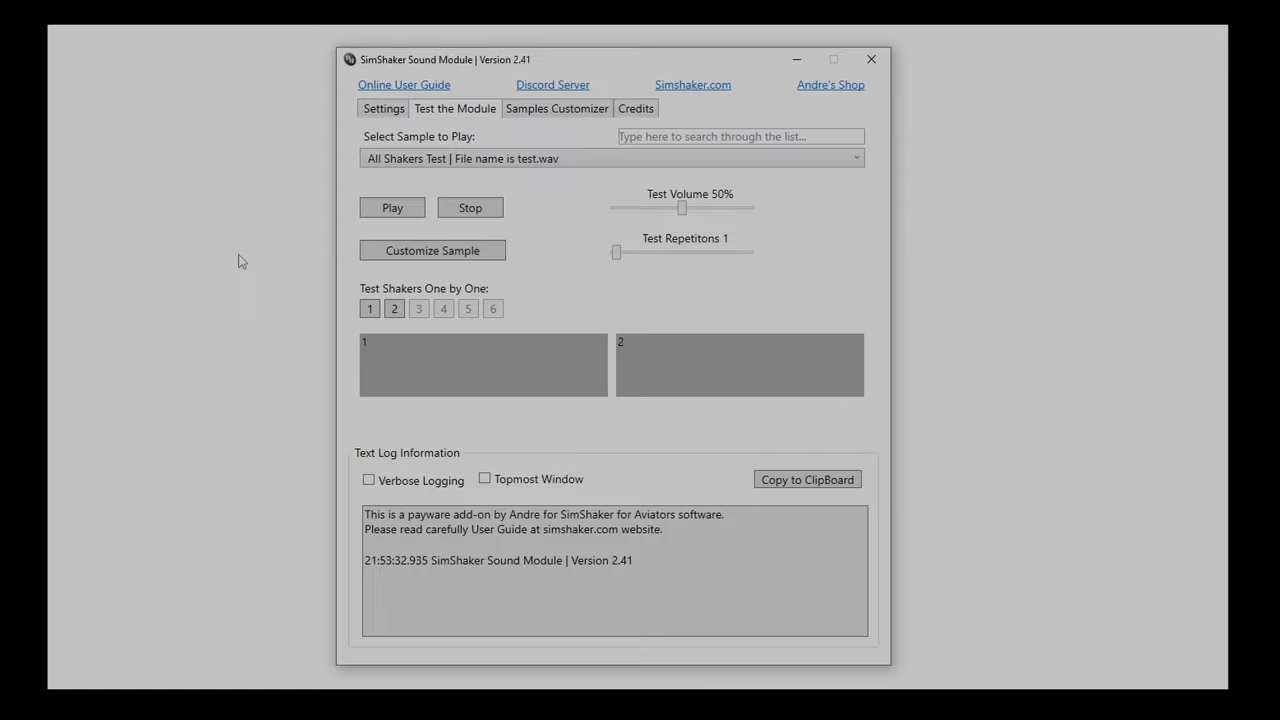 SimShaker Sound Module | Version 2.41
Online User Guide Discord Server Simshaker.com Andre's Shop
Settings Test the Module Samples Customizer Credits
Select Sample to Play: Type here to search through the list...
All Shakers Test | File name is test.wav
Test Volume 50%
Play Stop
Test Repetitons 1
Customize Sample
Test Shakers One by One:
1 2 3 4 5 6
1 2
Text Log Information
Verbose Logging Topmost Window Copy to ClipBoard
This is a payware add-on by Andre for SimShaker for Aviators software.
Please read carefully User Guide at simshaker.com website.
21:53:32.935 SimShaker Sound Module | Version 2.41